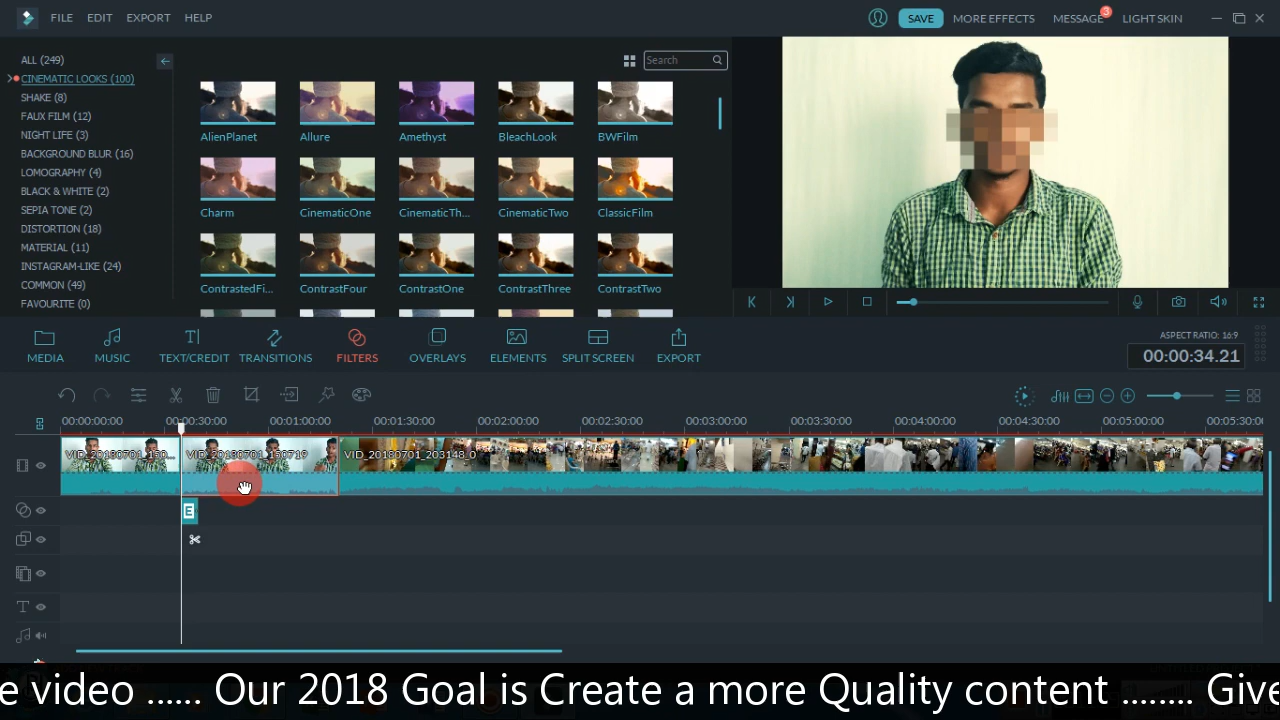 FILE EDIT EXPORT HELP
SAVE MORE EFFECTS MESSAGE 3 LIGHT SKIN
ALL (249)
CINEMATIC LOOKS (100)
SHAKE (8)
FAUX FILM (12)
NIGHT LIFE (3)
BACKGROUND BLUR (16)
LOMOGRAPHY (4)
BLACK & WHITE (2)
SEPIA TONE (2)
DISTORTION (18)
MATERIAL (11)
INSTAGRAM-LIKE (24)
COMMON (49)
FAVOURITE (0)
Search
AlienPlanet Allure Amethyst BleachLook BWFilm
Charm CinematicOne CinematicTh... CinematicTwo ClassicFilm
ContrastedFi... ContrastFour ContrastOne ContrastThree ContrastTwo
MEDIA MUSIC TEXT/CREDIT TRANSITIONS FILTERS OVERLAYS ELEMENTS SPLIT SCREEN EXPORT
ASPECT RATIO: 16:9
00:00:34.21
00:00:00:00 00:00:30:00 00:01:00:00 00:01:30:00 00:02:00:00 00:02:30:00 00:03:00:00 00:03:30:00 00:04:00:00 00:04:30:00 00:05:00:00 00:05:30:0
VID_20180701_190... VID_20180701_190719 VID_20180701_203148_0
E
e video ...... Our 2018 Goal is Create a more Quality content ........ Give